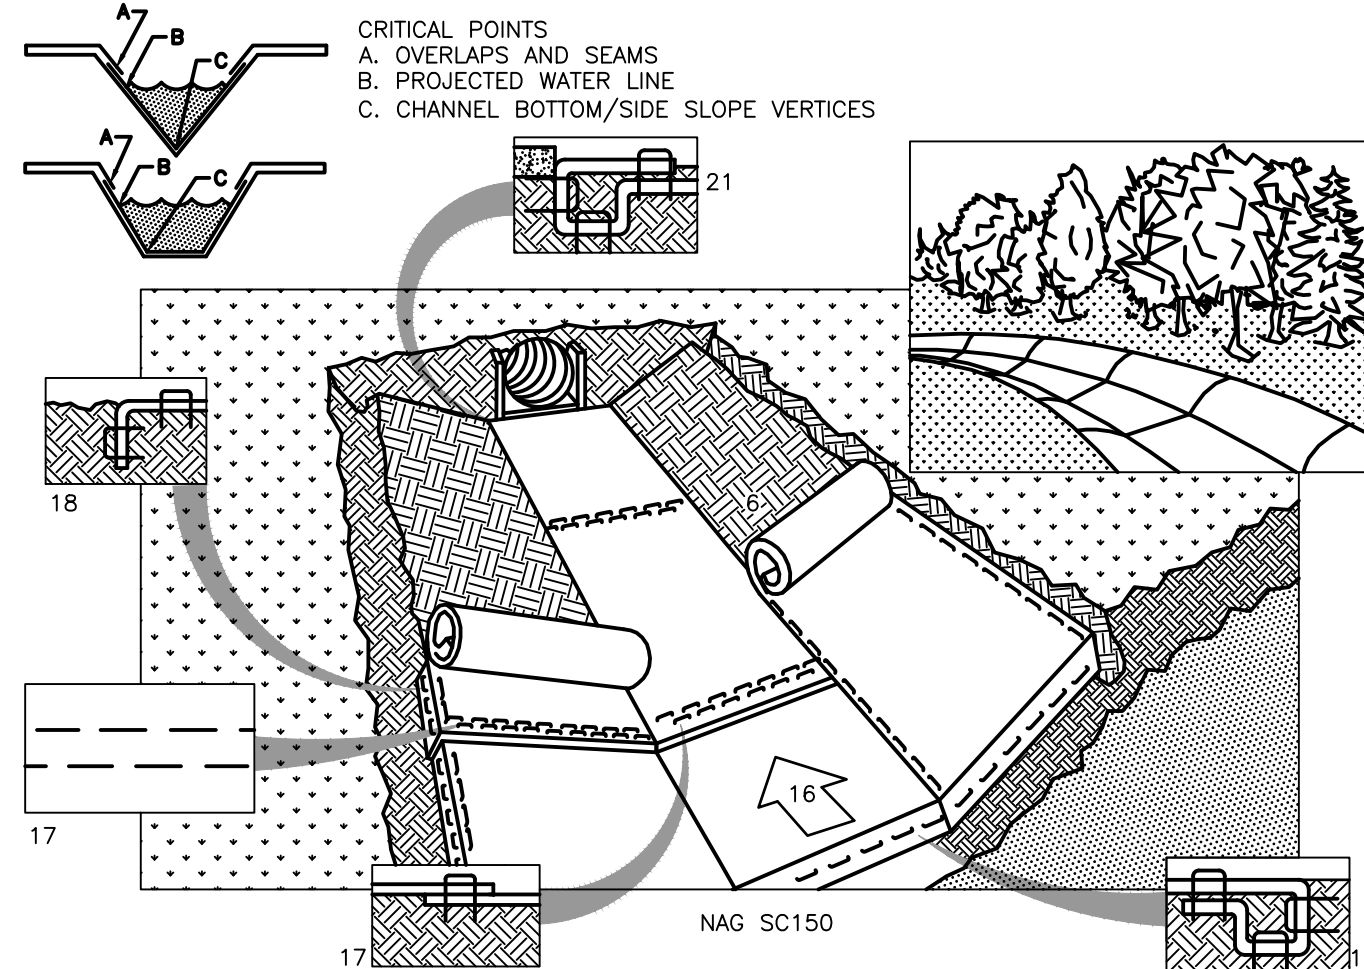 A
B
C
CRITICAL POINTS
A. OVERLAPS AND SEAMS
B. PROJECTED WATER LINE
C. CHANNEL BOTTOM/SIDE SLOPE VERTICES
A
B
C
21
18
6
17
16
17
NAG SC150